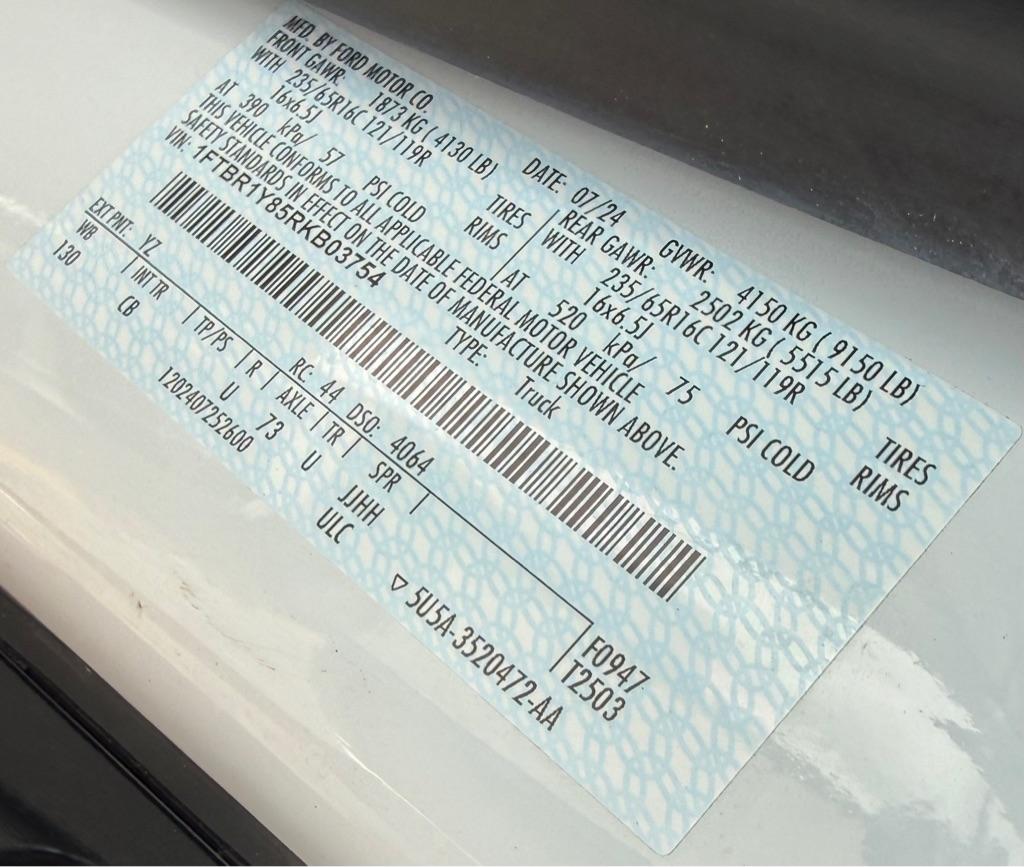 MFD. BY FORD MOTOR CO.
DATE: 07/24 GVWR: 4150 KG ( 9150 LB)
FRONT GAWR: 1873 KG ( 4130 LB) REAR GAWR: 2502 KG ( 5515 LB)
WITH 235/65R16C 121/119R TIRES WITH 235/65R16C 121/119R TIRES
16x6.5J RIMS 16x6.5J RIMS
AT 390 kPa/ 57 PSI COLD AT 520 kPa/ 75 PSI COLD
THIS VEHICLE CONFORMS TO ALL APPLICABLE FEDERAL MOTOR VEHICLE
SAFETY STANDARDS IN EFFECT ON THE DATE OF MANUFACTURE SHOWN ABOVE.
VIN: 1FTBR1Y85RKB03754 TYPE: Truck
F0947
T2503
EXT PNT: YZ RC: 44 DSO: 4064
WB INT TR TP/PS R AXLE TR SPR
130 CB U 73 U JJHH
1202407252600 ULC
▽ 5U5A-3520472-AA